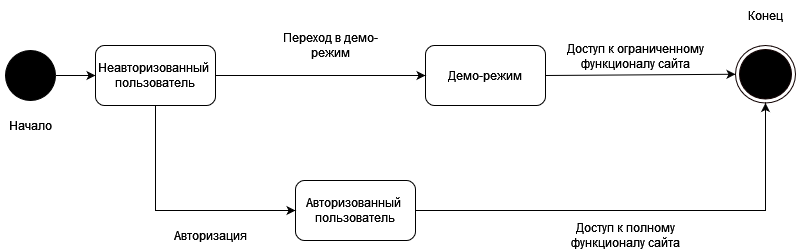 Конец
Переход в демо-
режим
Доступ к ограниченному
функционалу сайта
Неавторизованный
пользователь
Демо-режим
Начало
Авторизованный
пользователь
Авторизация
Доступ к полному
функционалу сайта